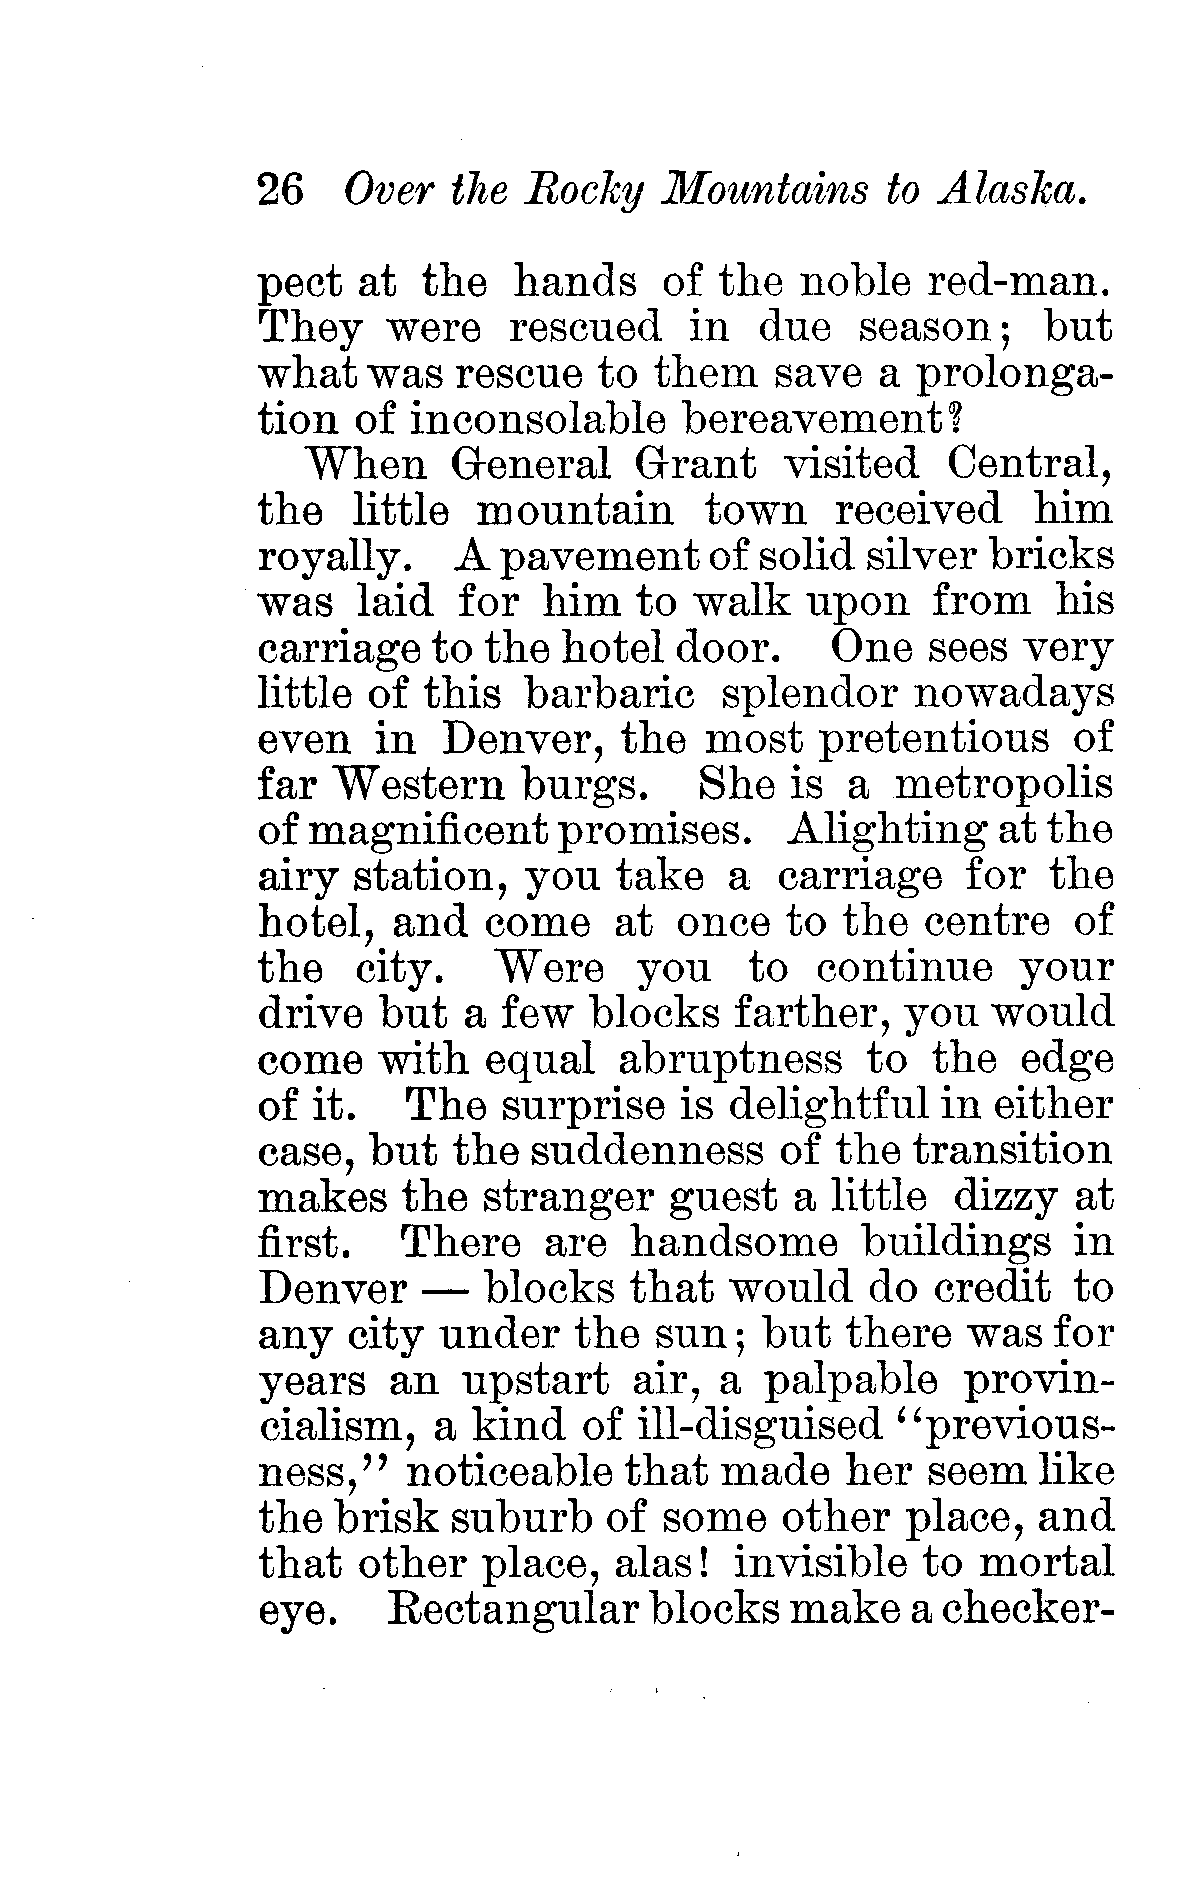 26 Over the Rocky Mountains to Alaska.
pect at the hands of the noble red-man.
They were rescued in due season; but
what was rescue to them save a prolonga-
tion of inconsolable bereavement?
When General Grant visited Central,
the little mountain town received him
royally. A pavement of solid silver bricks
was laid for him to walk upon from his
carriage to the hotel door. One sees very
little of this barbaric splendor nowadays
even in Denver, the most pretentious of
far Western burgs. She is a metropolis
of magnificent promises. Alighting at the
airy station, you take a carriage for the
hotel, and come at once to the centre of
the city. Were you to continue your
drive but a few blocks farther, you would
come with equal abruptness to the edge
of it. The surprise is delightful in either
case, but the suddenness of the transition
makes the stranger guest a little dizzy at
first. There are handsome buildings in
Denver — blocks that would do credit to
any city under the sun; but there was for
years an upstart air, a palpable provin-
cialism, a kind of ill-disguised “previous-
ness,” noticeable that made her seem like
the brisk suburb of some other place, and
that other place, alas! invisible to mortal
eye. Rectangular blocks make a checker-